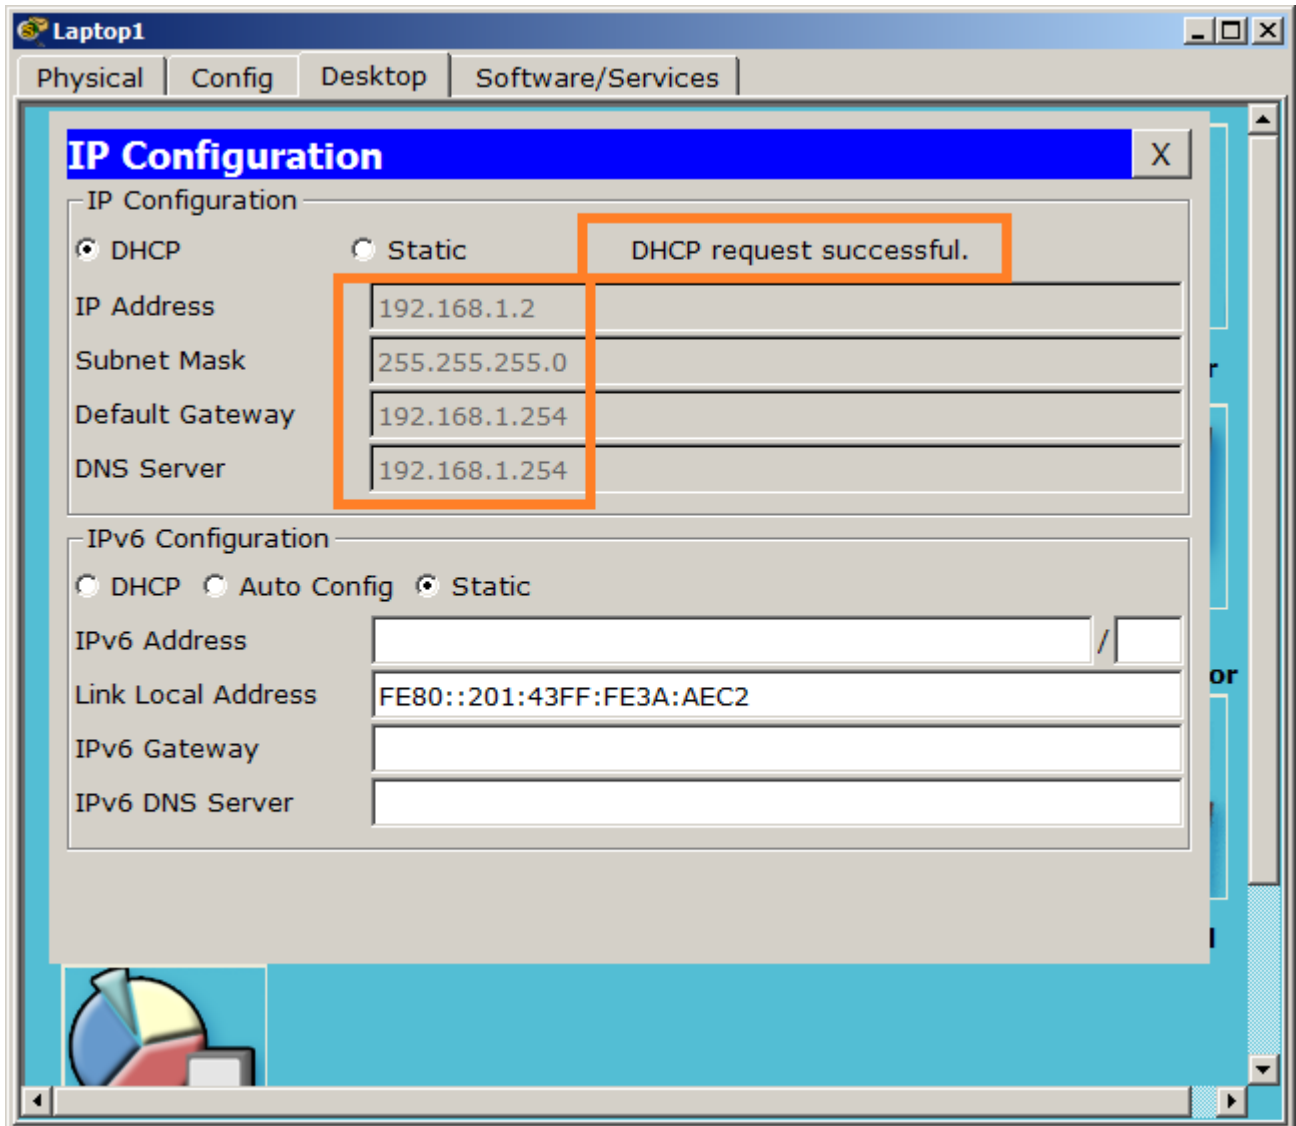 Laptop1
Physical Config Desktop Software/Services
IP Configuration X
IP Configuration
DHCP Static DHCP request successful.
IP Address 192.168.1.2
Subnet Mask 255.255.255.0
Default Gateway 192.168.1.254
DNS Server 192.168.1.254
IPv6 Configuration
DHCP Auto Config Static
IPv6 Address /
Link Local Address FE80::201:43FF:FE3A:AEC2
IPv6 Gateway
IPv6 DNS Server